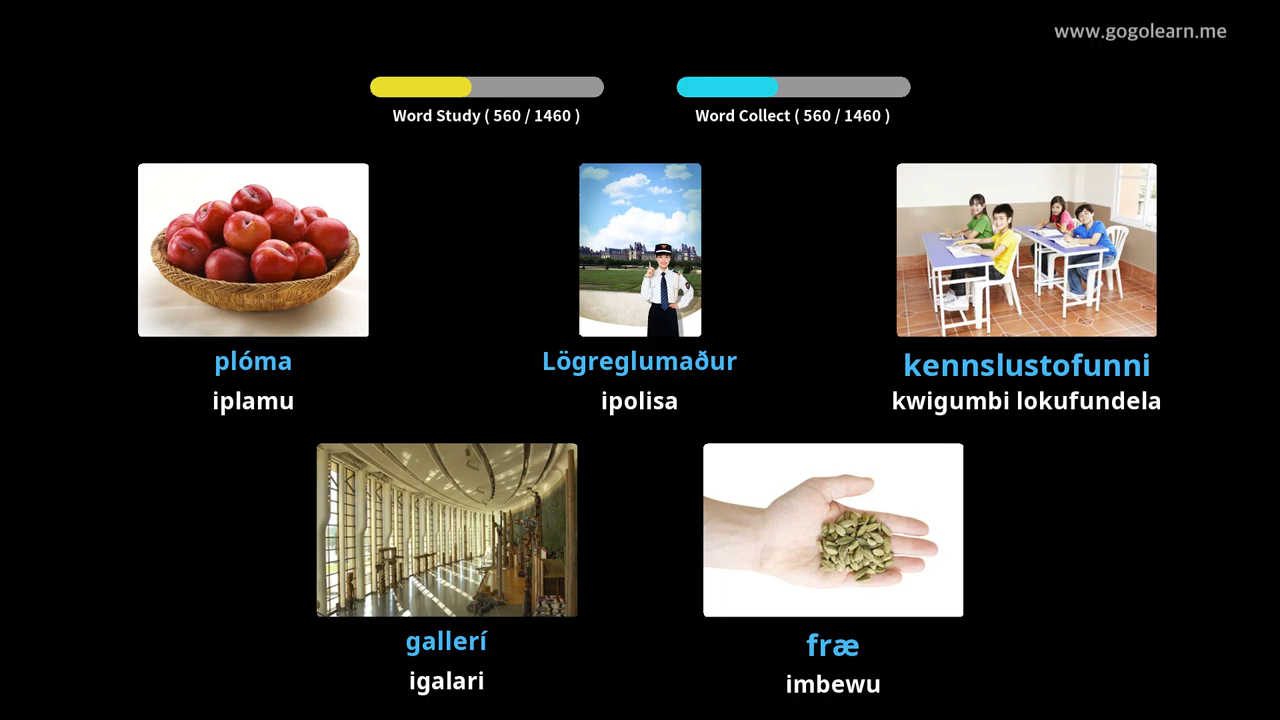 www.gogolearn.me
Word Study ( 560 / 1460 )
Word Collect ( 560 / 1460 )
plóma
Lögreglumaður
kennslustofunni
iplamu
ipolisa
kwigumbi lokufundela
gallerí
fræ
igalari
imbewu